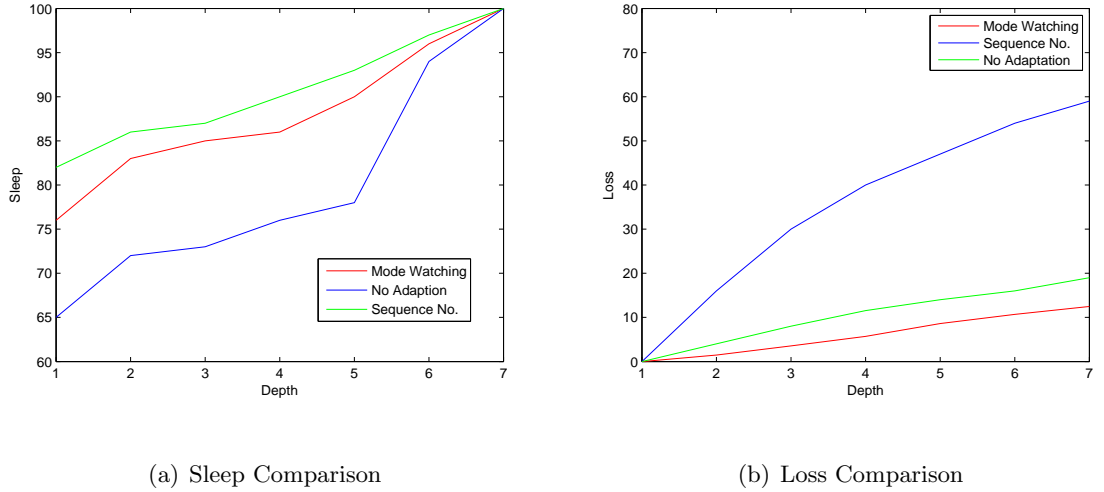 100
95
90
85
80
75
70
65
60
Sleep
1 2 3 4 5 6 7
Depth
Mode Watching
No Adaption
Sequence No.
(a) Sleep Comparison
80
70
60
50
40
30
20
10
0
Loss
1 2 3 4 5 6 7
Depth
Mode Watching
Sequence No.
No Adaptation
(b) Loss Comparison